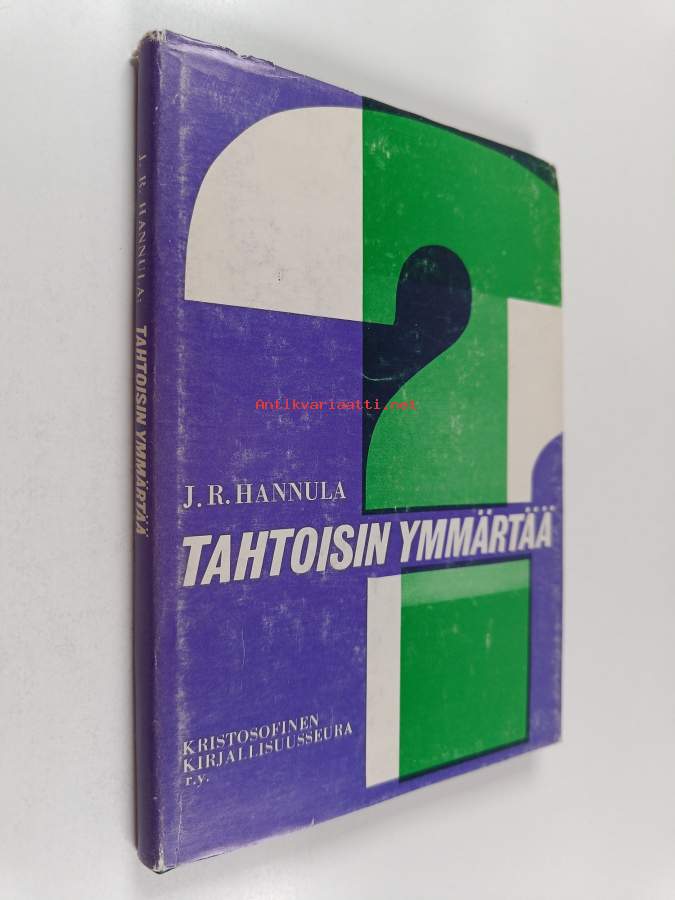 J. R. HANNULA: TAHTOISIN YMMÄRTÄÄ
Antikvariaatti.net
J. R. HANNULA
TAHTOISIN YMMÄRTÄÄ
KRISTOSOFINEN
KIRJALLISUUSSEURA
r.y.